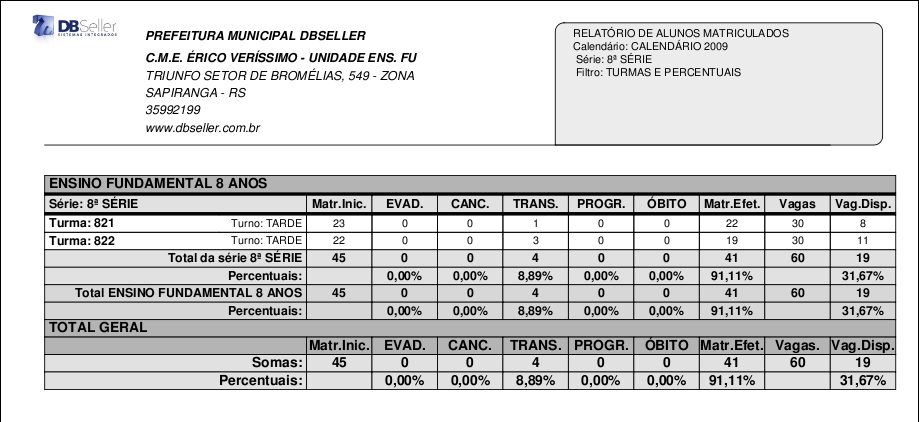 DBSeller
SISTEMAS INTEGRADOS
PREFEITURA MUNICIPAL DBSELLER
C.M.E. ÉRICO VERÍSSIMO - UNIDADE ENS. FU
TRIUNFO SETOR DE BROMÉLIAS, 549 - ZONA
SAPIRANGA - RS
35992199
www.dbseller.com.br
RELATÓRIO DE ALUNOS MATRICULADOS
Calendário: CALENDÁRIO 2009
Série: 8ª SÉRIE
Filtro: TURMAS E PERCENTUAIS
ENSINO FUNDAMENTAL 8 ANOS
Série: 8ª SÉRIE Matr.Inic. EVAD. CANC. TRANS. PROGR. ÓBITO Matr.Efet. Vagas Vag.Disp.
Turma: 821 Turno: TARDE 23 0 0 1 0 0 22 30 8
Turma: 822 Turno: TARDE 22 0 0 3 0 0 19 30 11
Total da série 8ª SÉRIE 45 0 0 4 0 0 41 60 19
Percentuais: 0,00% 0,00% 8,89% 0,00% 0,00% 91,11% 31,67%
Total ENSINO FUNDAMENTAL 8 ANOS 45 0 0 4 0 0 41 60 19
Percentuais: 0,00% 0,00% 8,89% 0,00% 0,00% 91,11% 31,67%
TOTAL GERAL
Matr.Inic. EVAD. CANC. TRANS. PROGR. ÓBITO Matr.Efet. Vagas. Vag.Disp.
Somas: 45 0 0 4 0 0 41 60 19
Percentuais: 0,00% 0,00% 8,89% 0,00% 0,00% 91,11% 31,67%